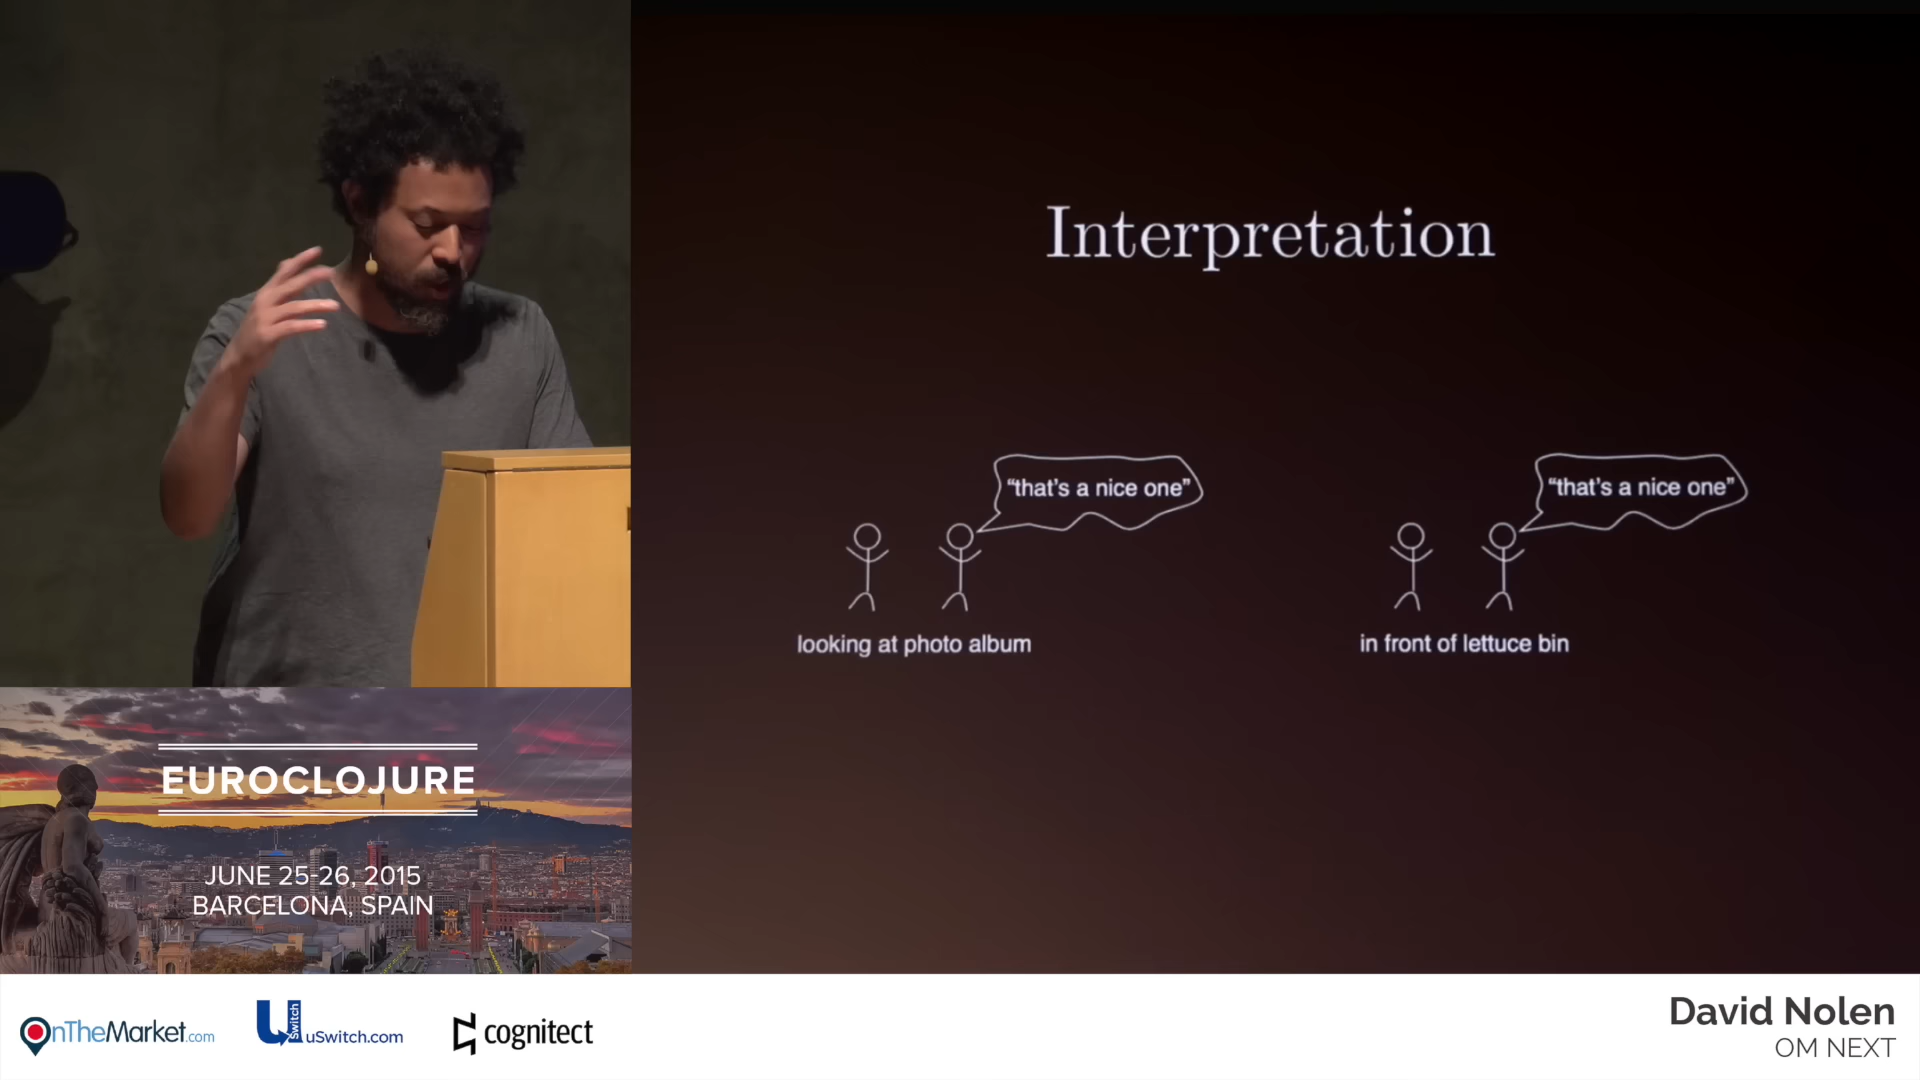 Interpretation
“that’s a nice one”
“that’s a nice one”
looking at photo album
in front of lettuce bin
EUROCLOJURE
JUNE 25-26, 2015
BARCELONA, SPAIN
OnTheMarket.com
uSwitch
uSwitch.com
cognitect
David Nolen
OM NEXT